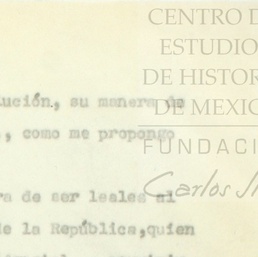 CENTRO D
ESTUDIO
DE HISTOR
DE MEXIC
FUNDACI
Carlos Sl
lución, su manera de
, como me propongo
ra de ser leales al
de la República,quien